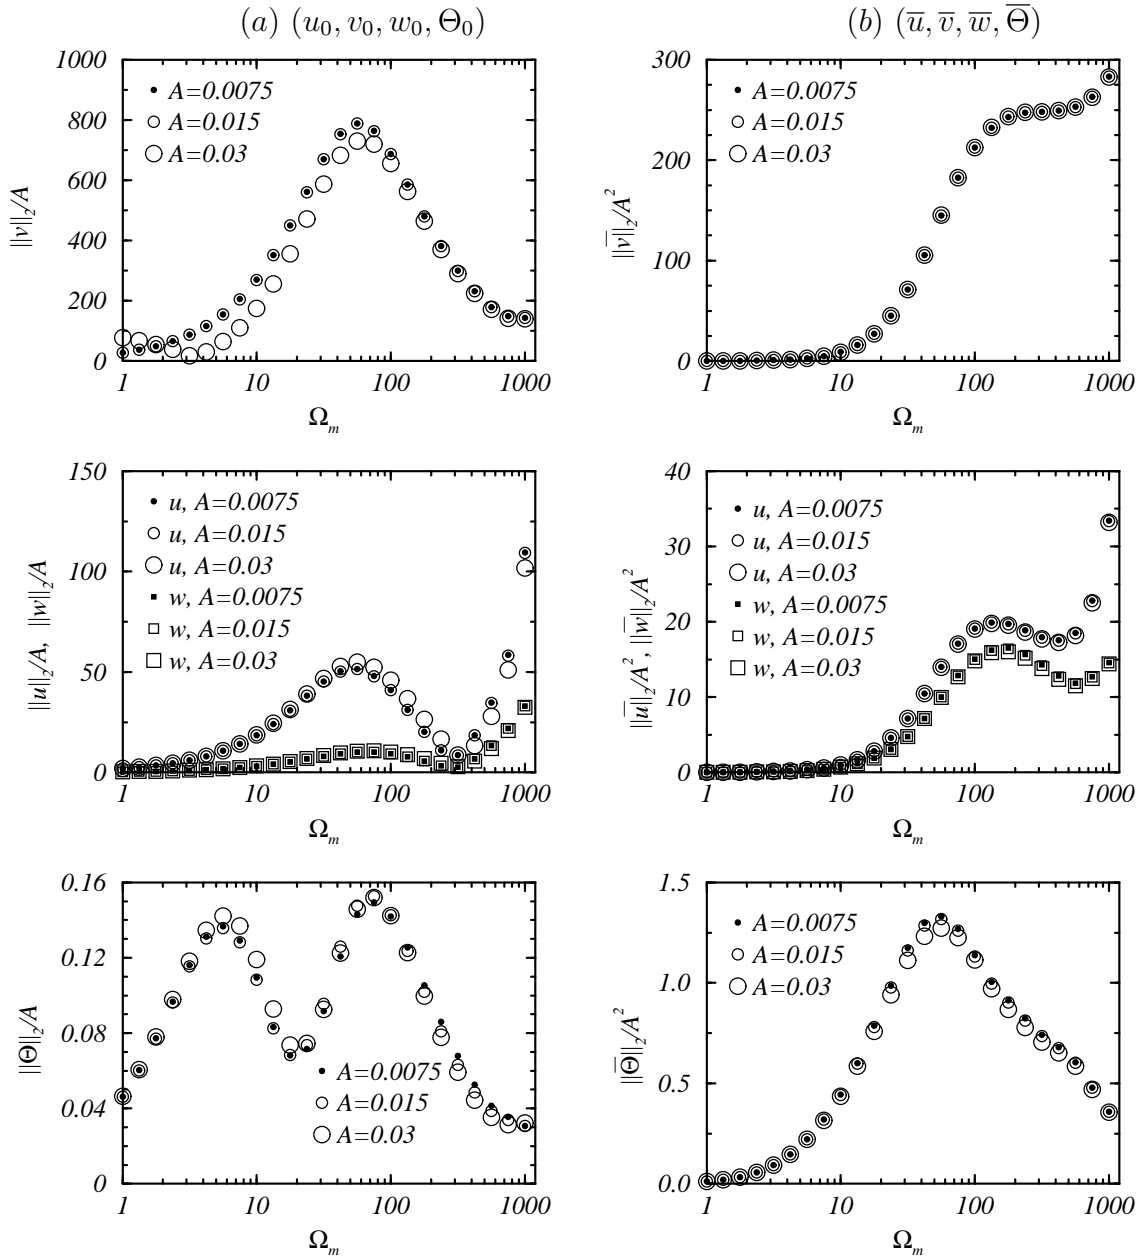 (a) (u₀, v₀, w₀, Θ₀)
1000
800
600
400
200
0
||v||₂/A
A=0.0075
A=0.015
A=0.03
1 10 100 1000
Ωₘ
(b) (u̅, v̅, w̅, Θ̅)
300
200
100
0
||v̅||₂/A²
A=0.0075
A=0.015
A=0.03
1 10 100 1000
Ωₘ
150
100
50
0
||u||₂/A, ||w||₂/A
u, A=0.0075
u, A=0.015
u, A=0.03
w, A=0.0075
w, A=0.015
w, A=0.03
1 10 100 1000
Ωₘ
40
30
20
10
0
||u̅||₂/A², ||w̅||₂/A²
u, A=0.0075
u, A=0.015
u, A=0.03
w, A=0.0075
w, A=0.015
w, A=0.03
1 10 100 1000
Ωₘ
0.16
0.12
0.08
0.04
0
||Θ||₂/A
A=0.0075
A=0.015
A=0.03
1 10 100 1000
Ωₘ
1.5
1.0
0.5
0.0
||Θ̅||₂/A²
A=0.0075
A=0.015
A=0.03
1 10 100 1000
Ωₘ